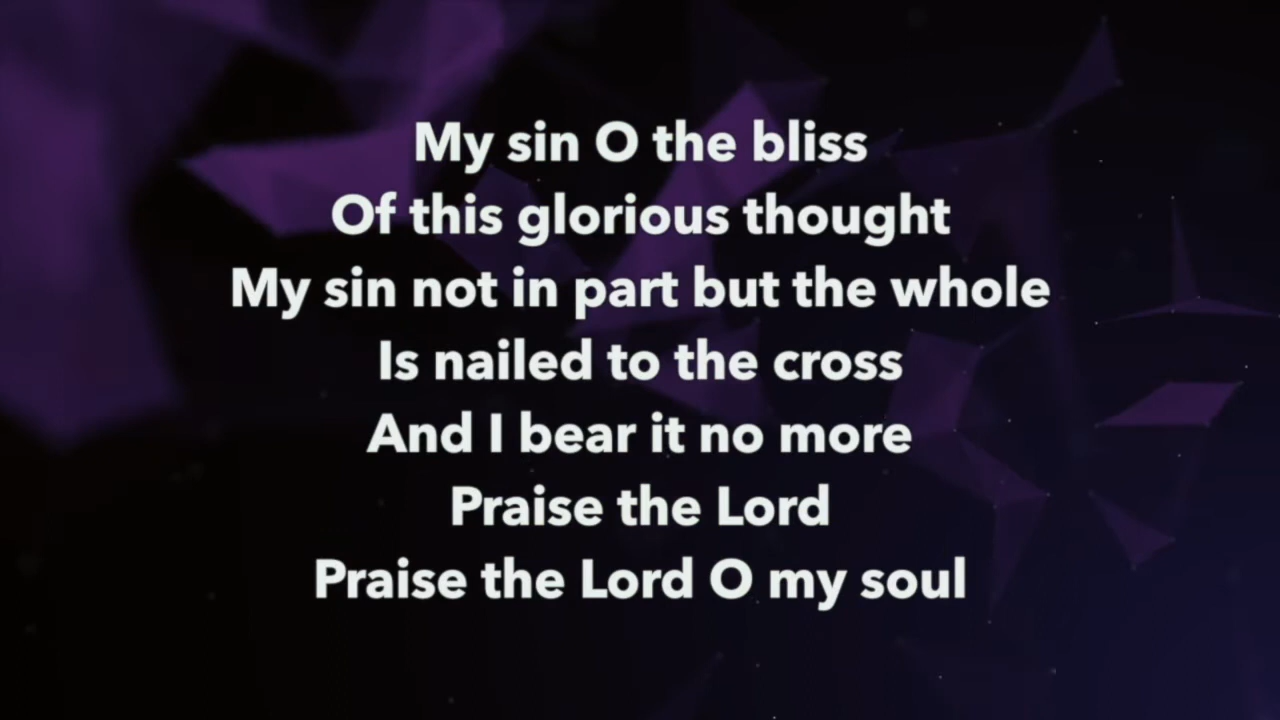 My sin O the bliss
Of this glorious thought
My sin not in part but the whole
Is nailed to the cross
And I bear it no more
Praise the Lord
Praise the Lord O my soul